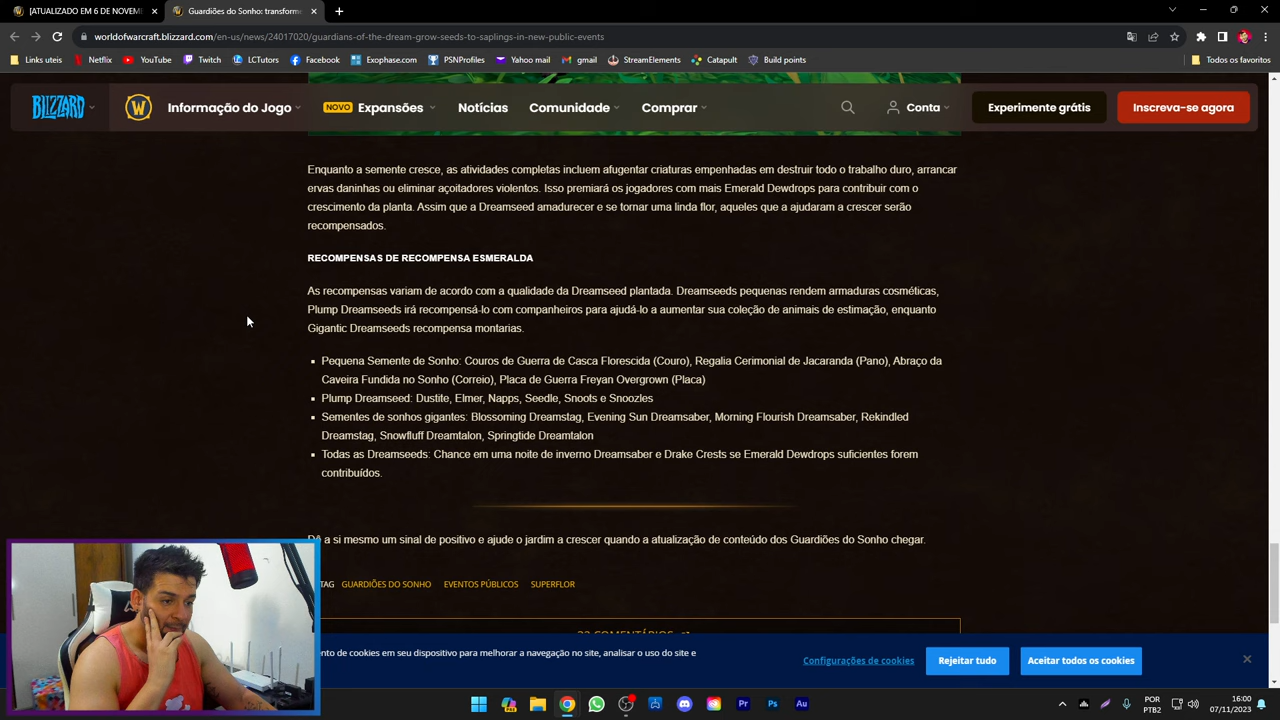 [ATUALIZADO EM 6 DE NOVEM
Guardiões do Sonho: transform
worldofwarcraft.blizzard.com/en-us/news/24017020/guardians-of-the-dream-grow-seeds-to-saplings-in-new-public-events
Links uteis
Netflix
YouTube
Twitch
LCTutors
Facebook
Exophase.com
PSNProfiles
Yahoo mail
gmail
StreamElements
Catapult
Build points
Todos os favoritos
BLIZZARD
Informação do Jogo
NOVO
Expansões
Notícias
Comunidade
Comprar
Conta
Experimente grátis
Inscreva-se agora
Enquanto a semente cresce, as atividades completas incluem afugentar criaturas empenhadas em destruir todo o trabalho duro, arrancar
ervas daninhas ou eliminar açoitadores violentos. Isso premiará os jogadores com mais Emerald Dewdrops para contribuir com o
crescimento da planta. Assim que a Dreamseed amadurecer e se tornar uma linda flor, aqueles que a ajudaram a crescer serão
recompensados.
RECOMPENSAS DE RECOMPENSA ESMERALDA
As recompensas variam de acordo com a qualidade da Dreamseed plantada. Dreamseeds pequenas rendem armaduras cosméticas,
Plump Dreamseeds irá recompensá-lo com companheiros para ajudá-lo a aumentar sua coleção de animais de estimação, enquanto
Gigantic Dreamseeds recompensa montarias.
Pequena Semente de Sonho: Couros de Guerra de Casca Florescida (Couro), Regalia Cerimonial de Jacaranda (Pano), Abraço da
Caveira Fundida no Sonho (Correio), Placa de Guerra Freyan Overgrown (Placa)
Plump Dreamseed: Dustite, Elmer, Napps, Seedle, Snoots e Snoozles
Sementes de sonhos gigantes: Blossoming Dreamstag, Evening Sun Dreamsaber, Morning Flourish Dreamsaber, Rekindled
Dreamstag, Snowfluff Dreamtalon, Springtide Dreamtalon
Todas as Dreamseeds: Chance em uma noite de inverno Dreamsaber e Drake Crests se Emerald Dewdrops suficientes forem
contribuídos.
Dê a si mesmo um sinal de positivo e ajude o jardim a crescer quando a atualização de conteúdo dos Guardiões do Sonho chegar.
TAG GUARDIÕES DO SONHO EVENTOS PÚBLICOS SUPERFLOR
22 COMENTÁRIOS
ento de cookies em seu dispositivo para melhorar a navegação no site, analisar o uso do site e
Configurações de cookies
Rejeitar tudo
Aceitar todos os cookies
Pr
Ps
Au
POR
PTB2
16:00
07/11/2023